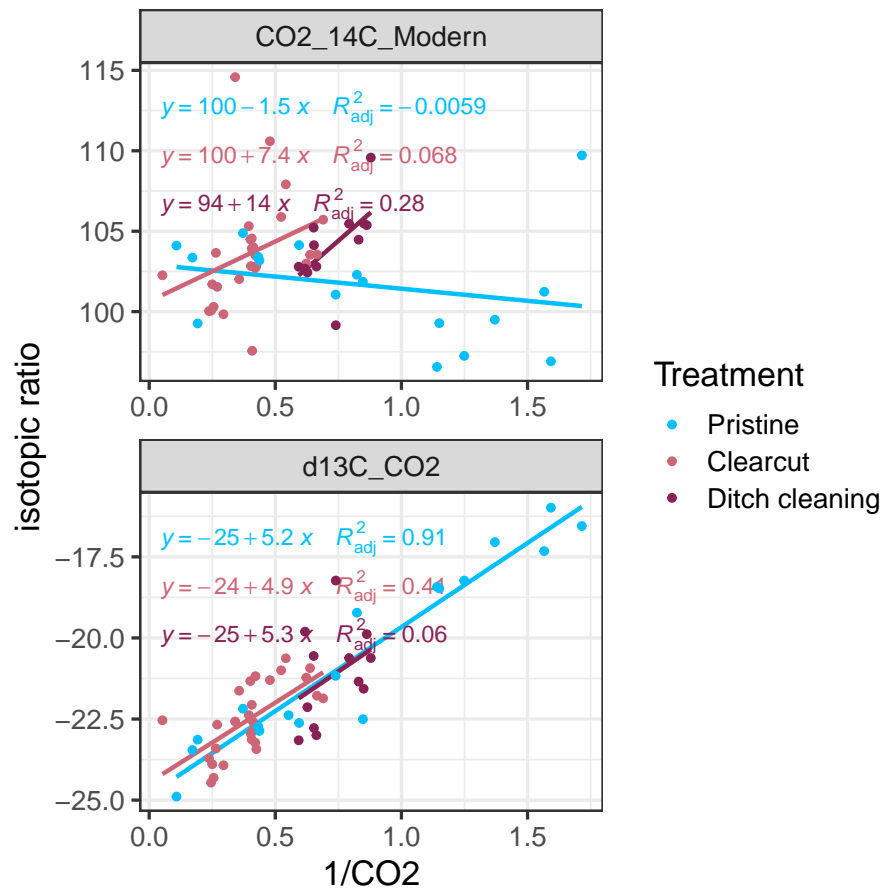 CO2_14C_Modern
115
110
105
100
y = 100 − 1.5 x R²adj = −0.0059
y = 100 + 7.4 x R²adj = 0.068
y = 94 + 14 x R²adj = 0.28
0.0 0.5 1.0 1.5
isotopic ratio
d13C_CO2
−17.5
−20.0
−22.5
−25.0
y = −25 + 5.2 x R²adj = 0.91
y = −24 + 4.9 x R²adj = 0.41
y = −25 + 5.3 x R²adj = 0.06
0.0 0.5 1.0 1.5
1/CO2
Treatment
Pristine
Clearcut
Ditch cleaning